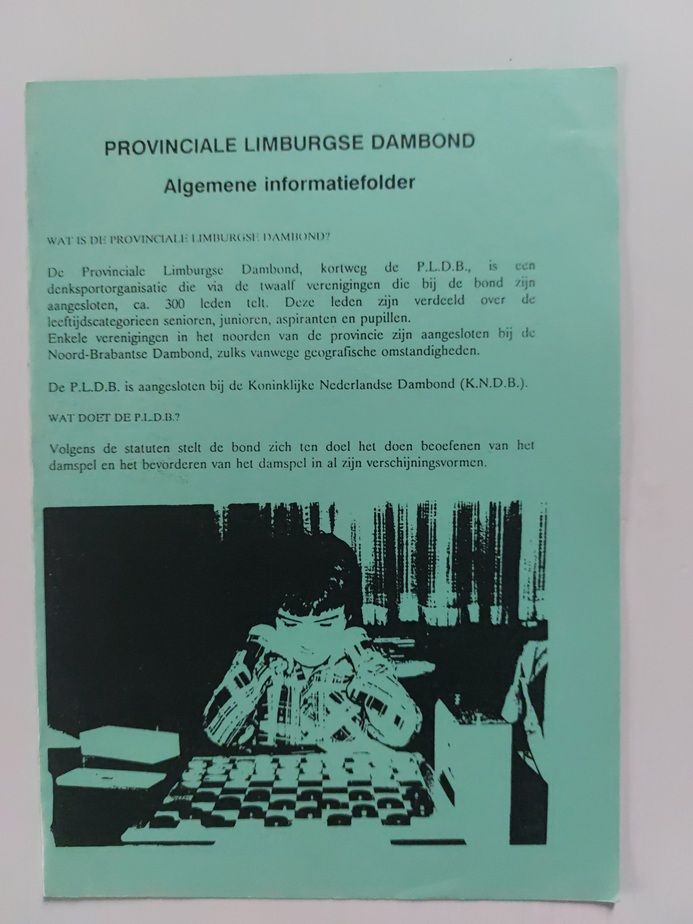 PROVINCIALE LIMBURGSE DAMBOND
Algemene informatiefolder
WAT IS DE PROVINCIALE LIMBURGSE DAMBOND?
De Provinciale Limburgse Dambond, kortweg de P.L.D.B., is een
denksportorganisatie die via de twaalf verenigingen die bij de bond zijn
aangesloten, ca. 300 leden telt. Deze leden zijn verdeeld over de
leeftijdscategorieen senioren, junioren, aspiranten en pupillen.
Enkele verenigingen in het noorden van de provincie zijn aangesloten bij de
Noord-Brabantse Dambond, zulks vanwege geografische omstandigheden.
De P.L.D.B. is aangesloten bij de Koninklijke Nederlandse Dambond (K.N.D.B.).
WAT DOET DE P.L.D.B.?
Volgens de statuten stelt de bond zich ten doel het doen beoefenen van het
damspel en het bevorderen van het damspel in al zijn verschijningsvormen.